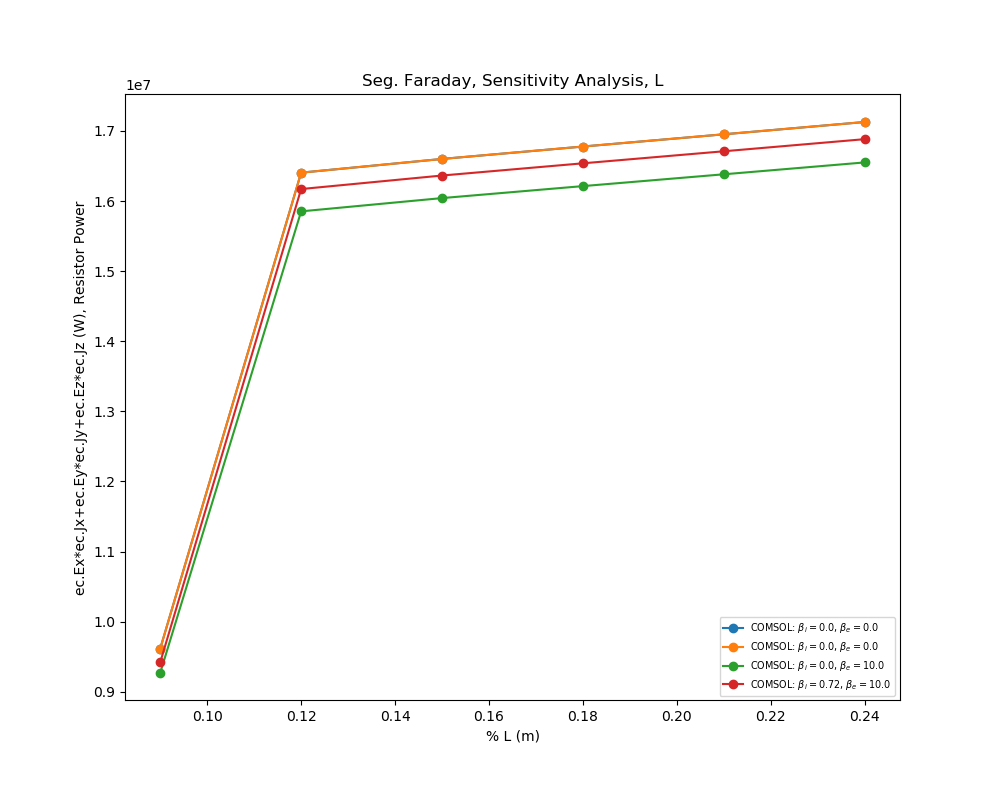 Seg. Faraday, Sensitivity Analysis, L
1e7
1.7
1.6
1.5
1.4
1.3
1.2
1.1
1.0
0.9
ec.Ex*ec.Jx+ec.Ey*ec.Jy+ec.Ez*ec.Jz (W), Resistor Power
COMSOL: βi = 0.0, βe = 0.0
COMSOL: βi = 0.0, βe = 0.0
COMSOL: βi = 0.0, βe = 10.0
COMSOL: βi = 0.72, βe = 10.0
0.10 0.12 0.14 0.16 0.18 0.20 0.22 0.24
% L (m)